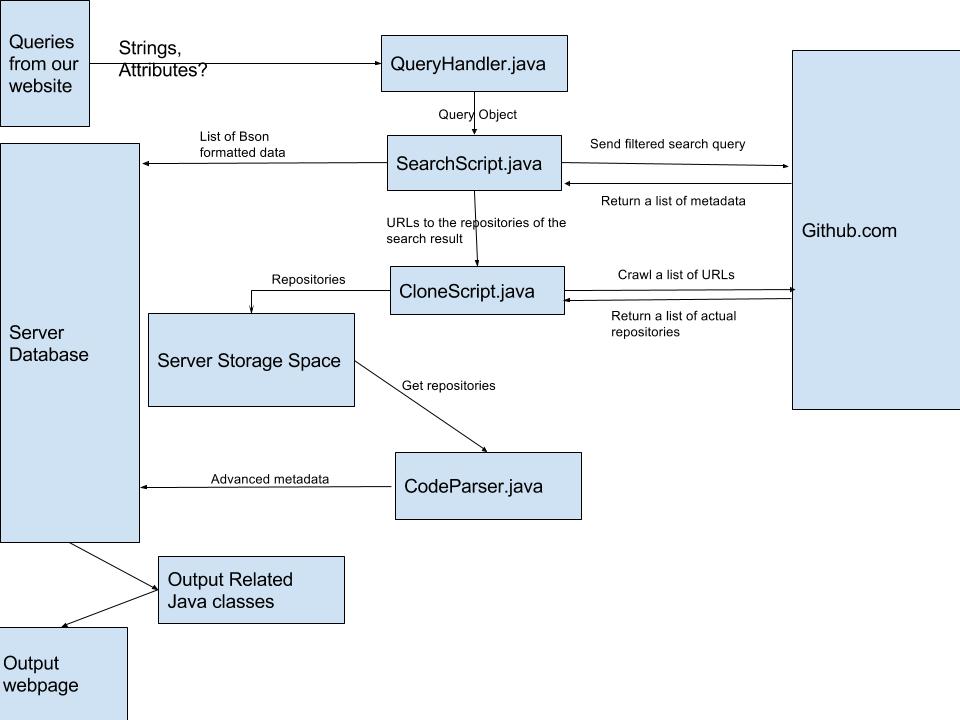 Queries
from our
website
Strings,
Attributes?
QueryHandler.java
Query Object
List of Bson
formatted data
SearchScript.java
Send filtered search query
Return a list of metadata
URLs to the repositories of the
search result
Github.com
Repositories
CloneScript.java
Crawl a list of URLs
Return a list of actual
repositories
Server
Database
Server Storage Space
Get repositories
Advanced metadata
CodeParser.java
Output Related
Java classes
Output
webpage